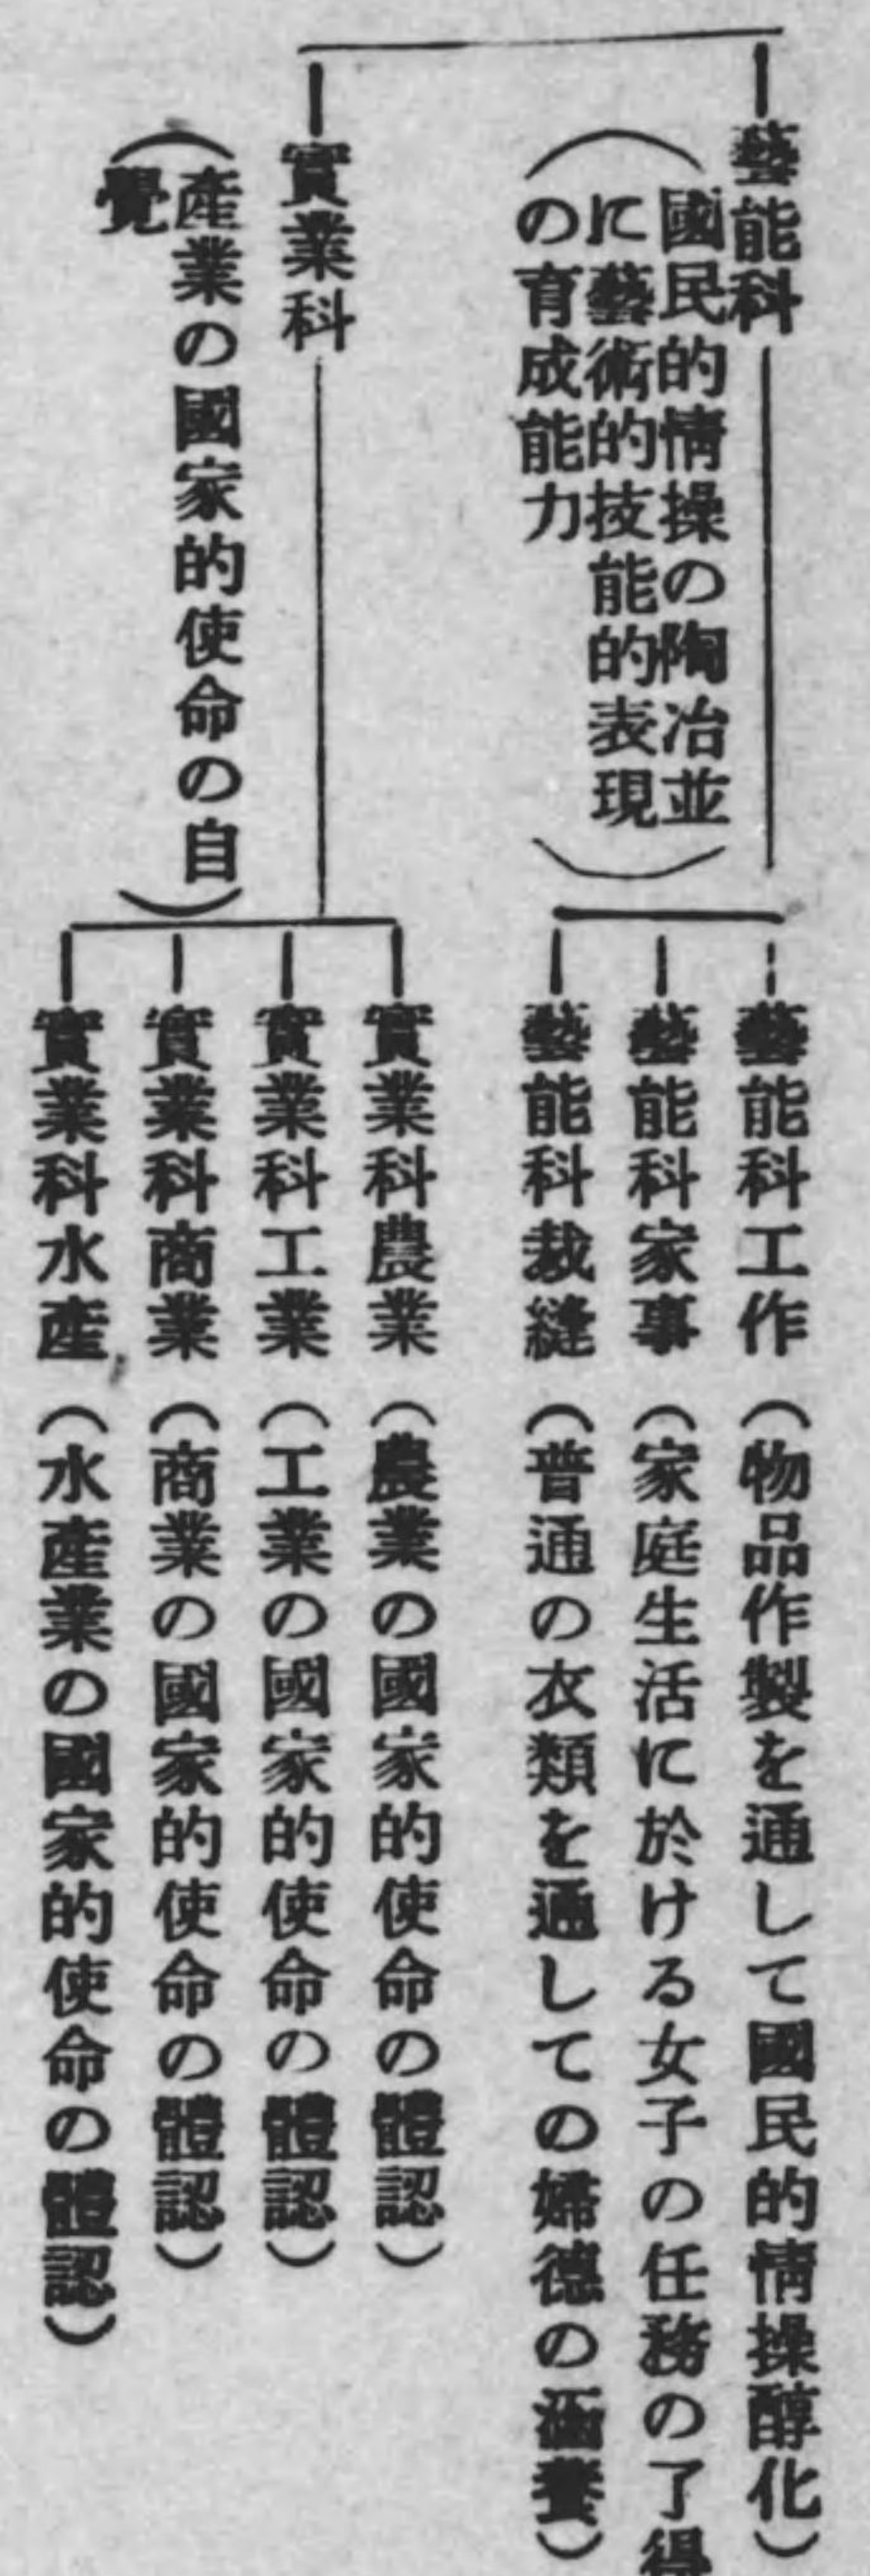 藝能科
(國民的情操の陶冶並
に藝術的技能的表現
の育成能力)
藝能科工作(物品作製を通して國民的情操醇化)
藝能科家事(家庭生活に於ける女子の任務の了得
藝能科裁縫(普通の衣類を通しての婦德の涵養)
實業科
(產業の國家的使命の自
覺)
實業科農業(農業の國家的使命の體認)
實業科工業(工業の國家的使命の體認)
實業科商業(商業の國家的使命の體認)
實業科水產(水產業の國家的使命の體認)